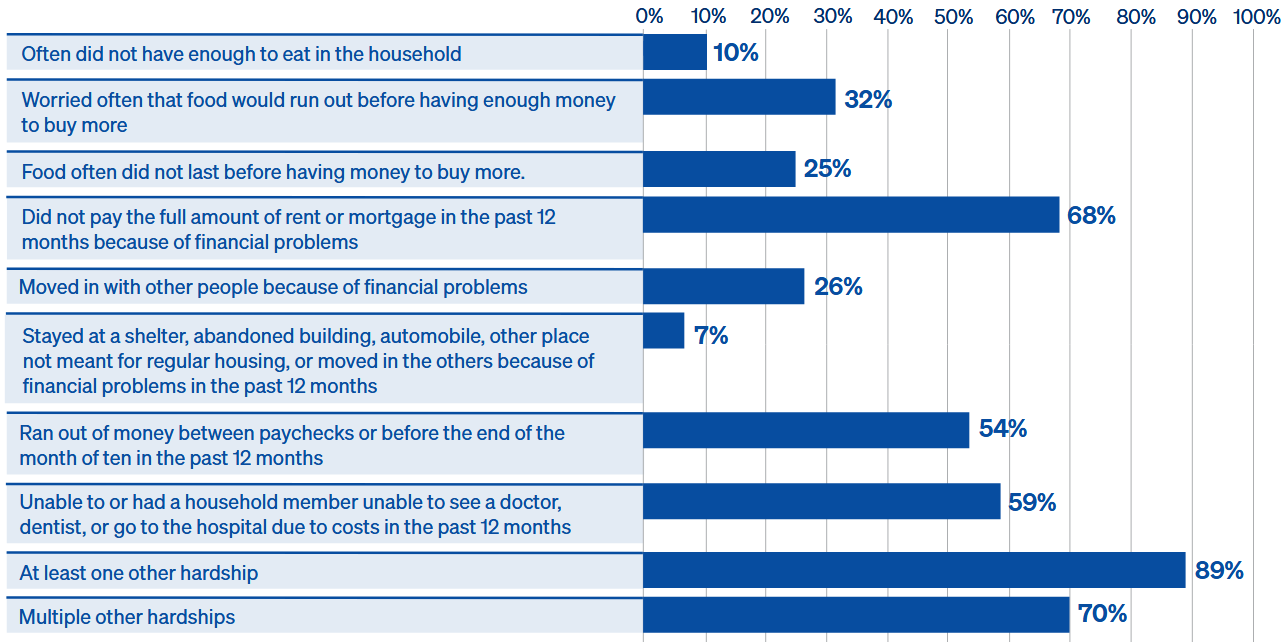 0% 10% 20% 30% 40% 50% 60% 70% 80% 90% 100%
Often did not have enough to eat in the household 10%
Worried often that food would run out before having enough money
to buy more
32%
Food often did not last before having money to buy more. 25%
Did not pay the full amount of rent or mortgage in the past 12
months because of financial problems
68%
Moved in with other people because of financial problems 26%
Stayed at a shelter, abandoned building, automobile, other place
not meant for regular housing, or moved in the others because of
financial problems in the past 12 months
7%
Ran out of money between paychecks or before the end of the
month of ten in the past 12 months
54%
Unable to or had a household member unable to see a doctor,
dentist, or go to the hospital due to costs in the past 12 months
59%
At least one other hardship 89%
Multiple other hardships 70%